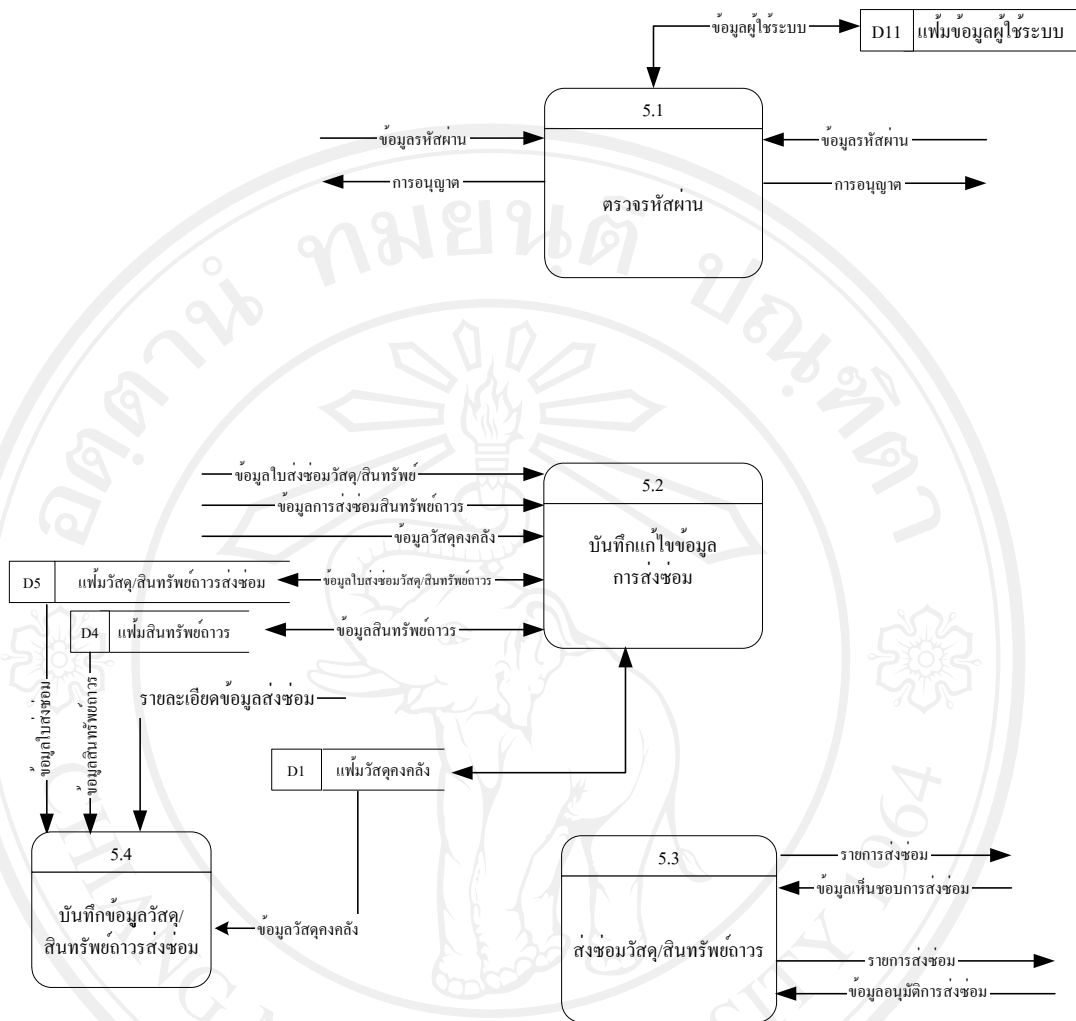 ข้อมูลผู้ใช้ระบบ
D11 แฟ้มข้อมูลผู้ใช้ระบบ
5.1
ข้อมูลรหัสผ่าน
ข้อมูลรหัสผ่าน
การอนุญาต
การอนุญาต
ตรวจรหัสผ่าน
อตฺตานํ ทมยนฺติ ปณฺฑิตา
ข้อมูลใบส่งซ่อมวัสดุ/สินทรัพย์
5.2
ข้อมูลการส่งซ่อมสินทรัพย์ถาวร
ข้อมูลวัสดุคงคลัง
บันทึกแก้ไขข้อมูล
การส่งซ่อม
D5 แฟ้มวัสดุ/สินทรัพย์ถาวรส่งซ่อม
ข้อมูลใบส่งซ่อมวัสดุ/สินทรัพย์ถาวร
D4 แฟ้มสินทรัพย์ถาวร
ข้อมูลสินทรัพย์ถาวร
รายละเอียดข้อมูลส่งซ่อม
ข้อมูลใบส่งซ่อม
ข้อมูลสินทรัพย์ถาวร
D1 แฟ้มวัสดุคงคลัง
5.4
บันทึกข้อมูลวัสดุ/
สินทรัพย์ถาวรส่งซ่อม
ข้อมูลวัสดุคงคลัง
5.3
ส่งซ่อมวัสดุ/สินทรัพย์ถาวร
รายการส่งซ่อม
ข้อมูลเห็นชอบการส่งซ่อม
รายการส่งซ่อม
ข้อมูลอนุมัติการส่งซ่อม
1964